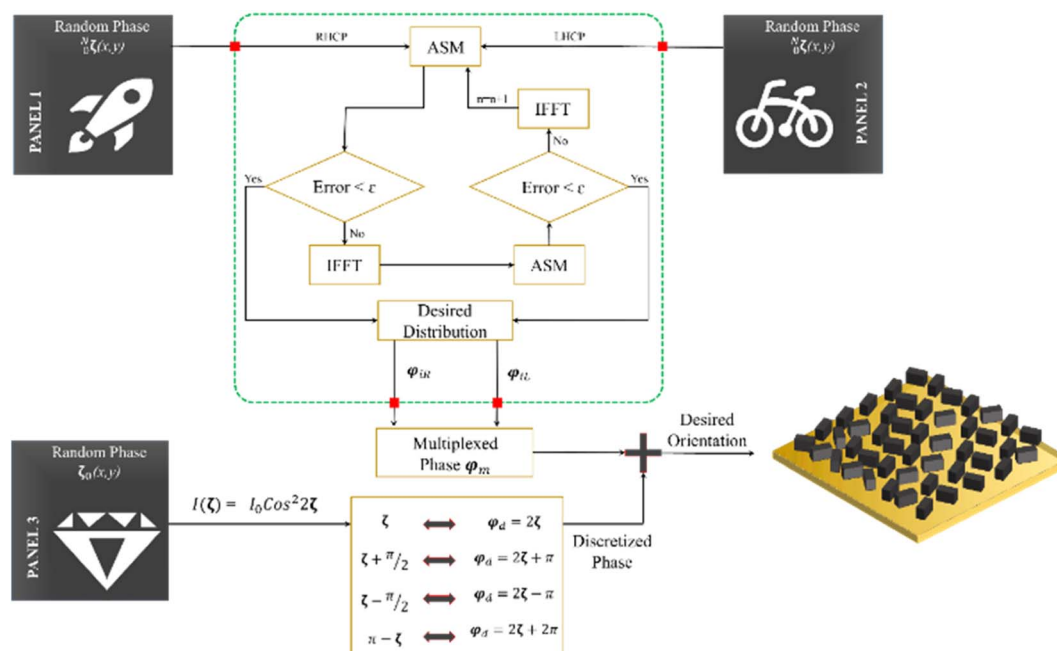 Random Phase
ᴺ₀ζ(x,y)
PANEL 1
RHCP
ASM
LHCP
Random Phase
ᴺ₀ζ(x,y)
PANEL 2
n=n+1
IFFT
No
Yes
Error < ε
Error < ε
Yes
No
IFFT
ASM
Desired
Distribution
φiR
φiL
Desired
Orientation
Multiplexed
Phase φm
Random Phase
ζ₀(x,y)
PANEL 3
I(ζ) = I₀Cos²2ζ
ζ φd = 2ζ
ζ + π/2 φd = 2ζ + π
ζ − π/2 φd = 2ζ − π
π − ζ φd = 2ζ + 2π
Discretized
Phase